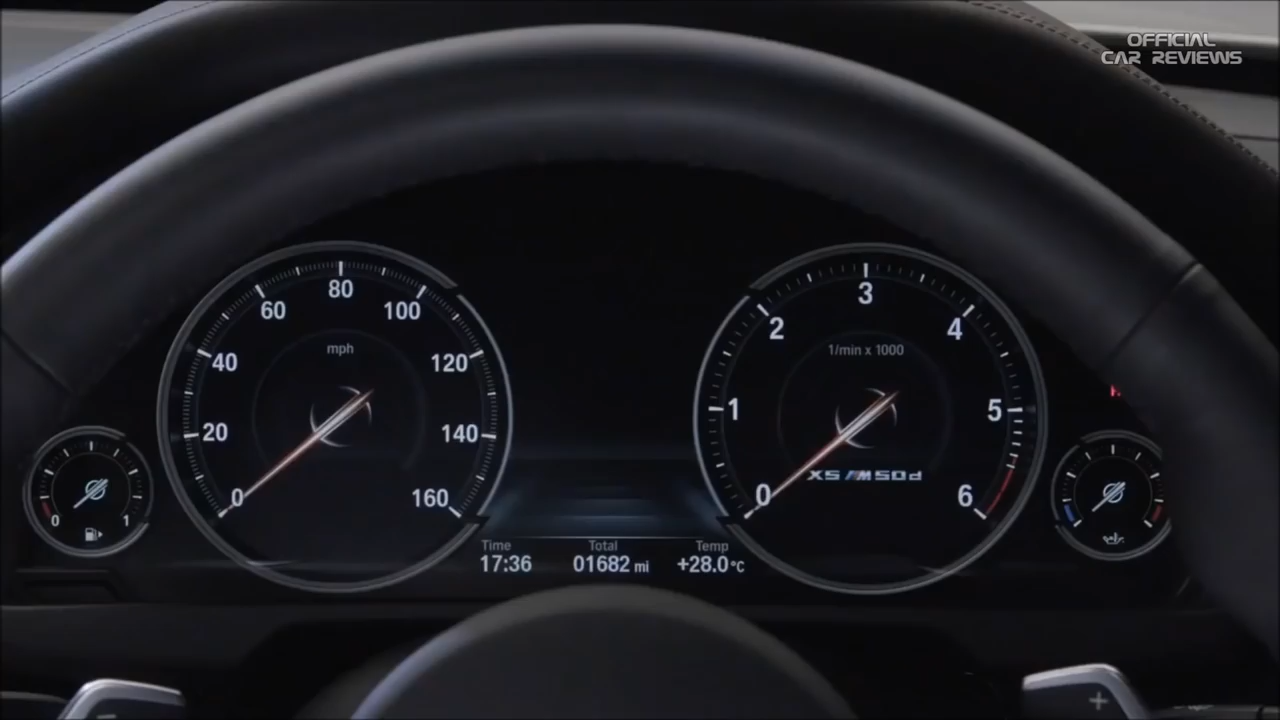 OFFICIAL
CAR REVIEWS
0
20
40
60
80
100
120
140
160
mph
0
1
2
3
4
5
6
1/min x 1000
X5 M50d
0
1
Time
17:36
Total
01682 mi
Temp
+28.0°C
−
+